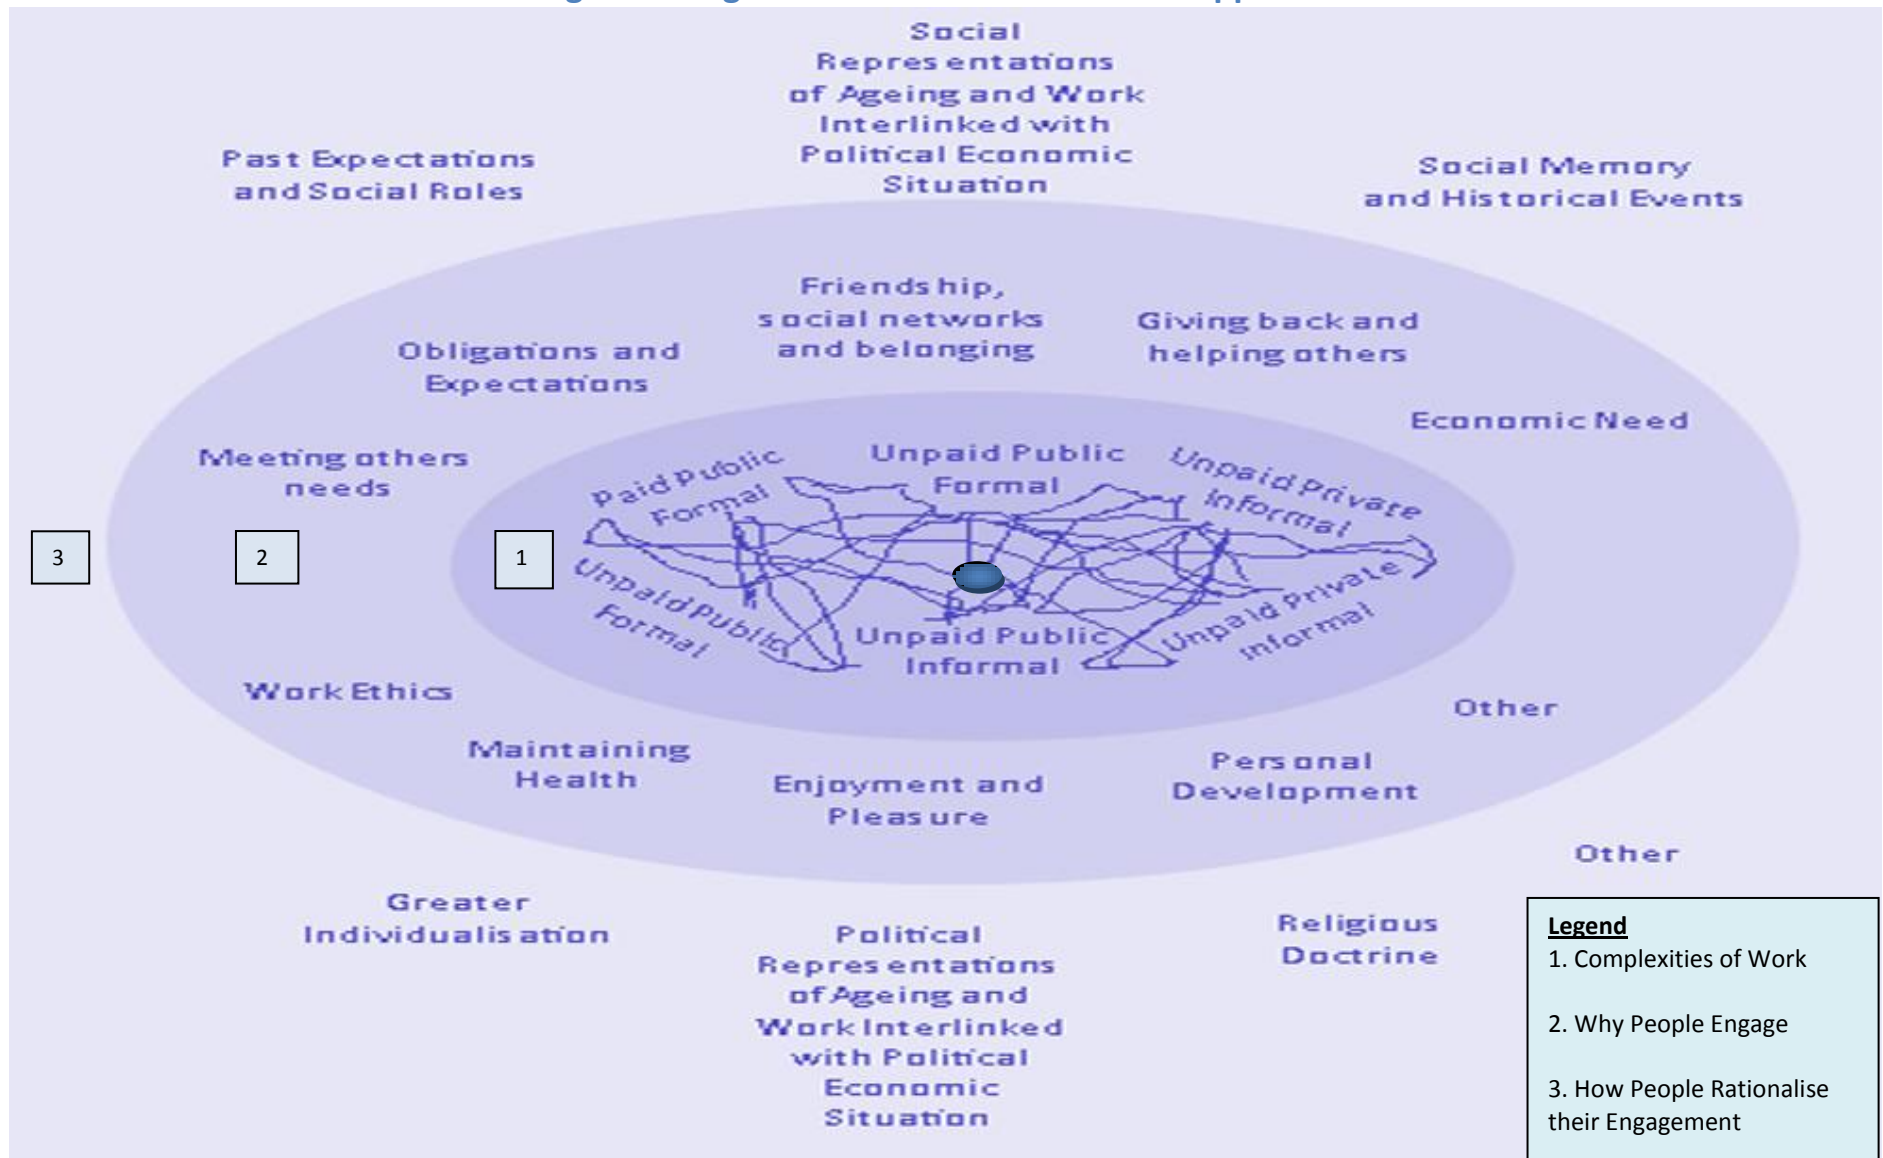 Social
Representations
of Ageing and Work
Interlinked with
Political Economic
Situation
Past Expectations
and Social Roles
Social Memory
and Historical Events
Friendship,
social networks
and belonging
Giving back and
helping others
Obligations and
Expectations
Economic Need
Meeting others
needs
Paid Public
Formal
Unpaid Public
Formal
Unpaid Private
Informal
3
2
1
Unpaid Public
Formal
Unpaid Public
Informal
Unpaid Private
Informal
Work Ethics
Other
Maintaining
Health
Enjoyment and
Pleasure
Personal
Development
Other
Greater
Individualisation
Political
Representations
of Ageing and
Work Interlinked
with Political
Economic
Situation
Religious
Doctrine
Legend
1. Complexities of Work
2. Why People Engage
3. How People Rationalise
their Engagement